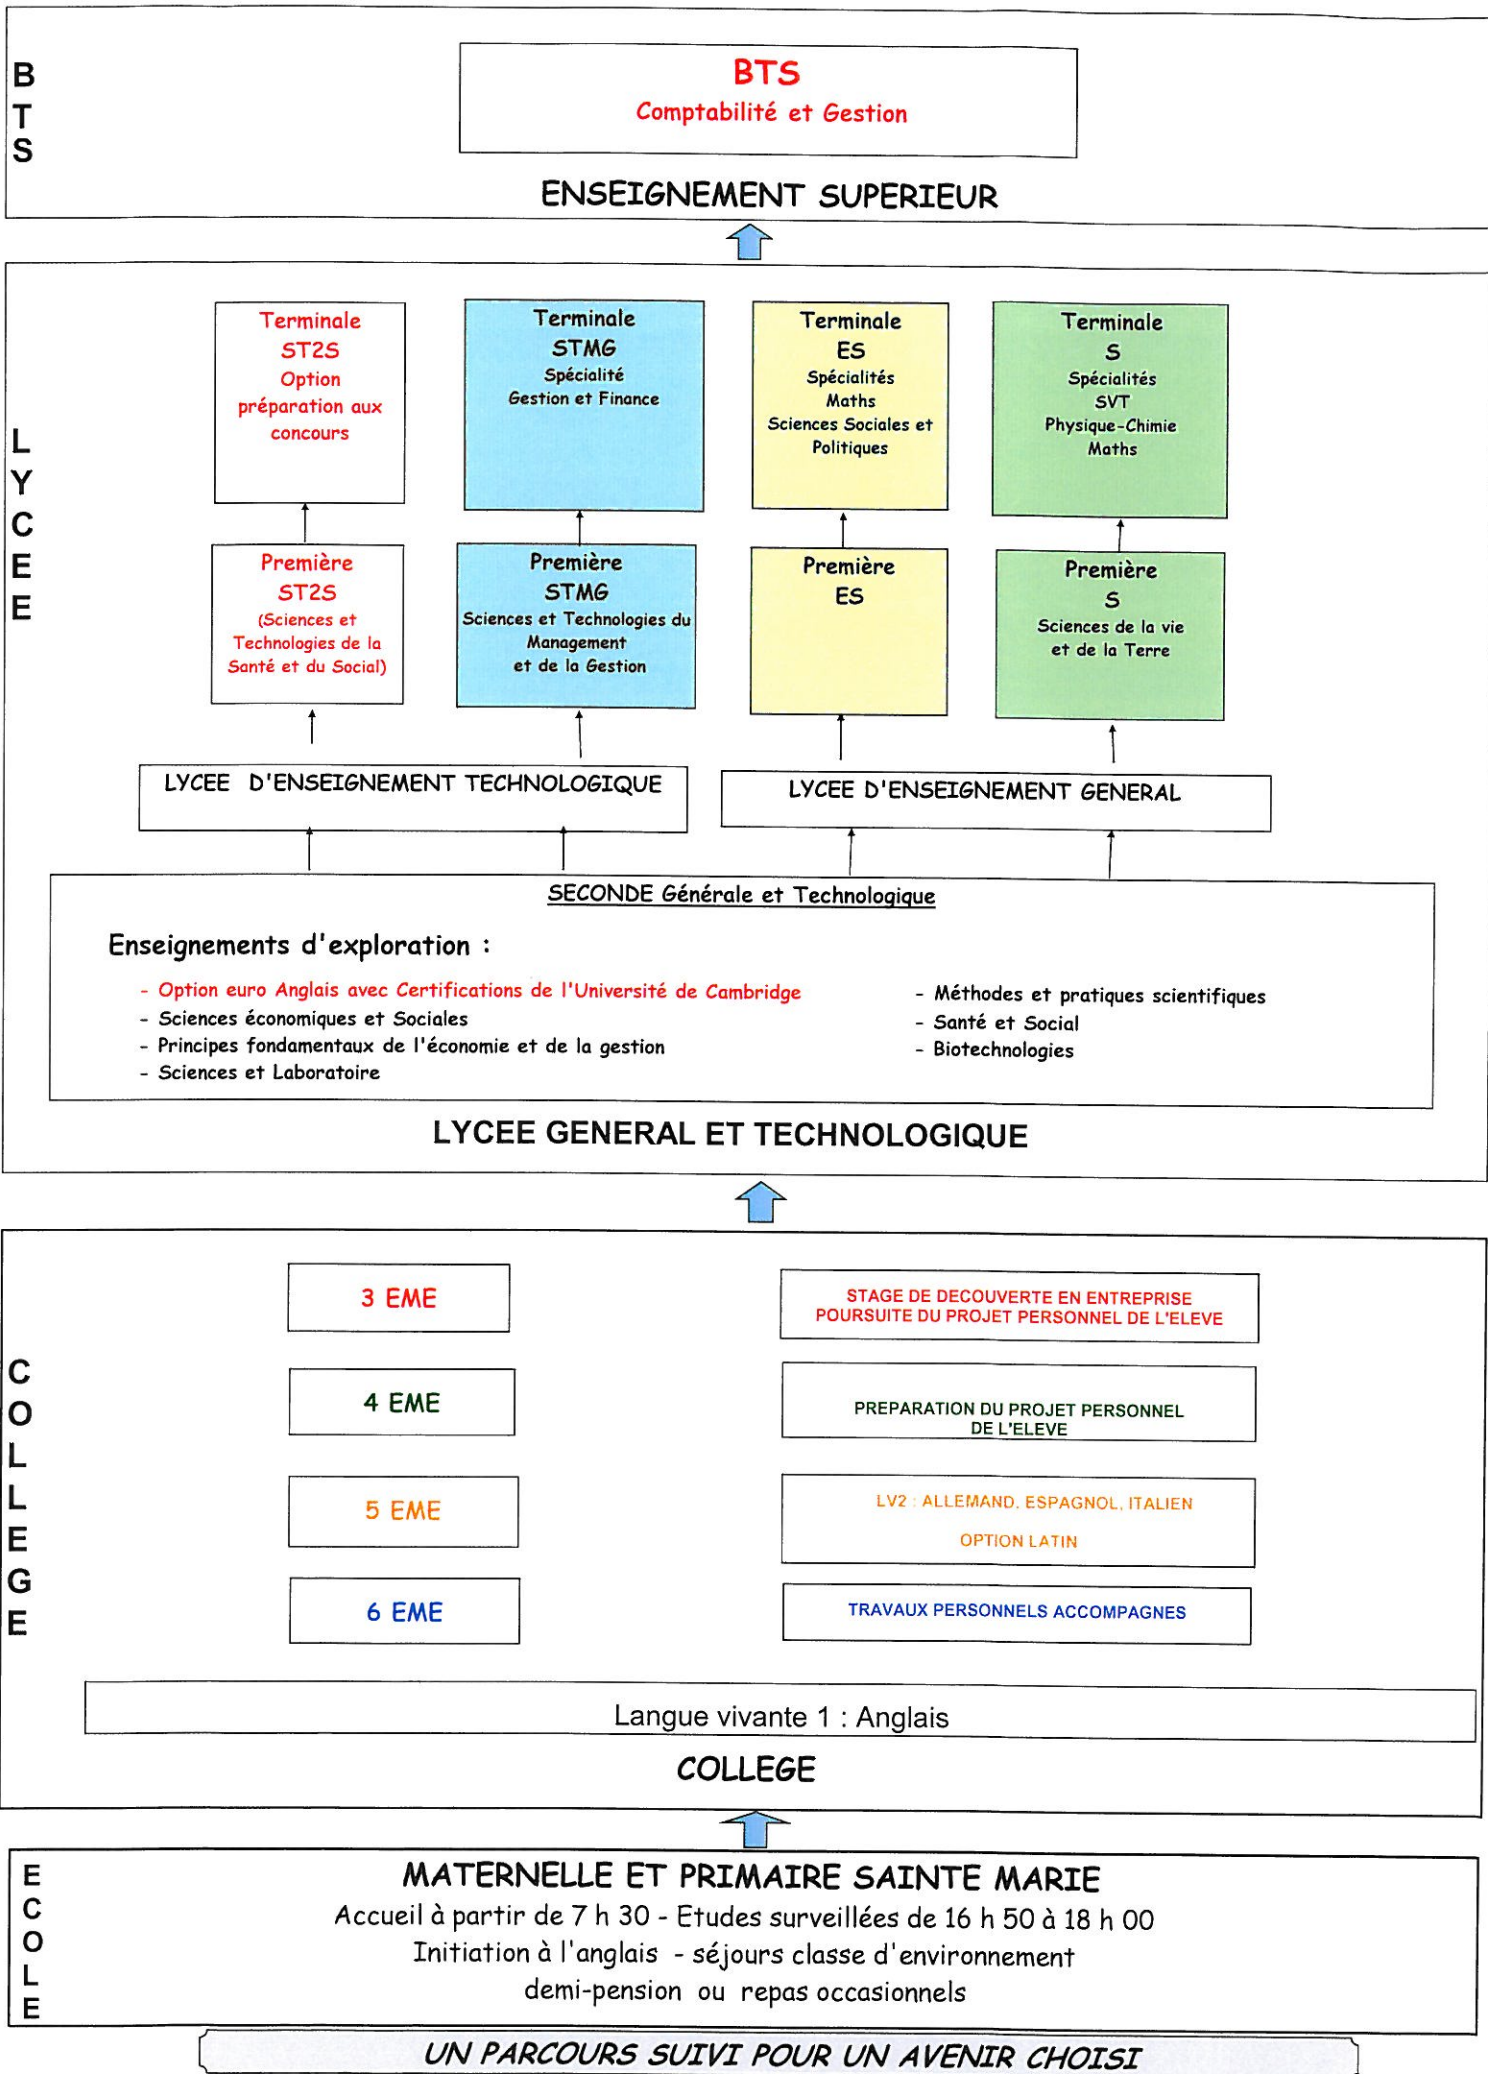 BTS
BTS
Comptabilité et Gestion
ENSEIGNEMENT SUPERIEUR
LYCEE
Terminale
ST2S
Option
préparation aux
concours
Terminale
STMG
Spécialité
Gestion et Finance
Terminale
ES
Spécialités
Maths
Sciences Sociales et
Politiques
Terminale
S
Spécialités
SVT
Physique-Chimie
Maths
Première
ST2S
(Sciences et
Technologies de la
Santé et du Social)
Première
STMG
Sciences et Technologies du
Management
et de la Gestion
Première
ES
Première
S
Sciences de la vie
et de la Terre
LYCEE D'ENSEIGNEMENT TECHNOLOGIQUE
LYCEE D'ENSEIGNEMENT GENERAL
SECONDE Générale et Technologique
Enseignements d'exploration :
- Option euro Anglais avec Certifications de l'Université de Cambridge
- Sciences économiques et Sociales
- Principes fondamentaux de l'économie et de la gestion
- Sciences et Laboratoire
- Méthodes et pratiques scientifiques
- Santé et Social
- Biotechnologies
LYCEE GENERAL ET TECHNOLOGIQUE
COLLEGE
3 EME
STAGE DE DECOUVERTE EN ENTREPRISE
POURSUITE DU PROJET PERSONNEL DE L'ELEVE
4 EME
PREPARATION DU PROJET PERSONNEL
DE L'ELEVE
5 EME
LV2 : ALLEMAND, ESPAGNOL, ITALIEN
OPTION LATIN
6 EME
TRAVAUX PERSONNELS ACCOMPAGNES
Langue vivante 1 : Anglais
COLLEGE
ECOLE
MATERNELLE ET PRIMAIRE SAINTE MARIE
Accueil à partir de 7 h 30 - Etudes surveillées de 16 h 50 à 18 h 00
Initiation à l'anglais - séjours classe d'environnement
demi-pension ou repas occasionnels
UN PARCOURS SUIVI POUR UN AVENIR CHOISI